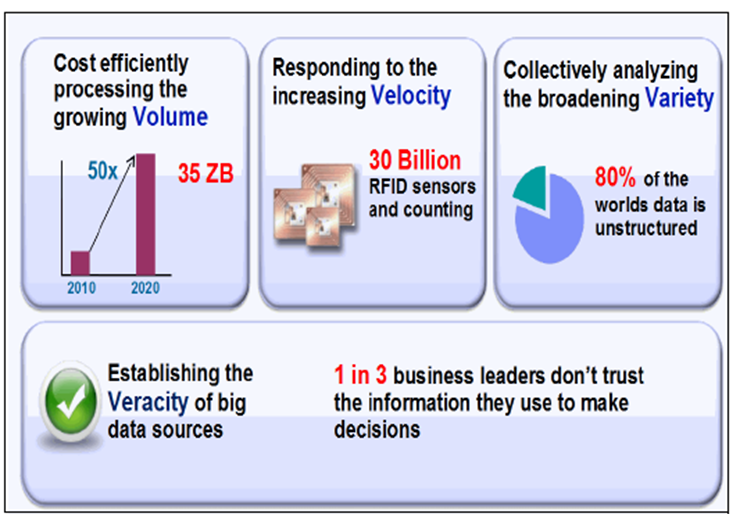 Cost efficiently
processing the
growing Volume
50x
35 ZB
2010
2020
Responding to the
increasing Velocity
30 Billion
RFID sensors
and counting
Collectively analyzing
the broadening Variety
80% of the
worlds data is
unstructured
Establishing the
Veracity of big
data sources
1 in 3 business leaders don’t trust
the information they use to make
decisions